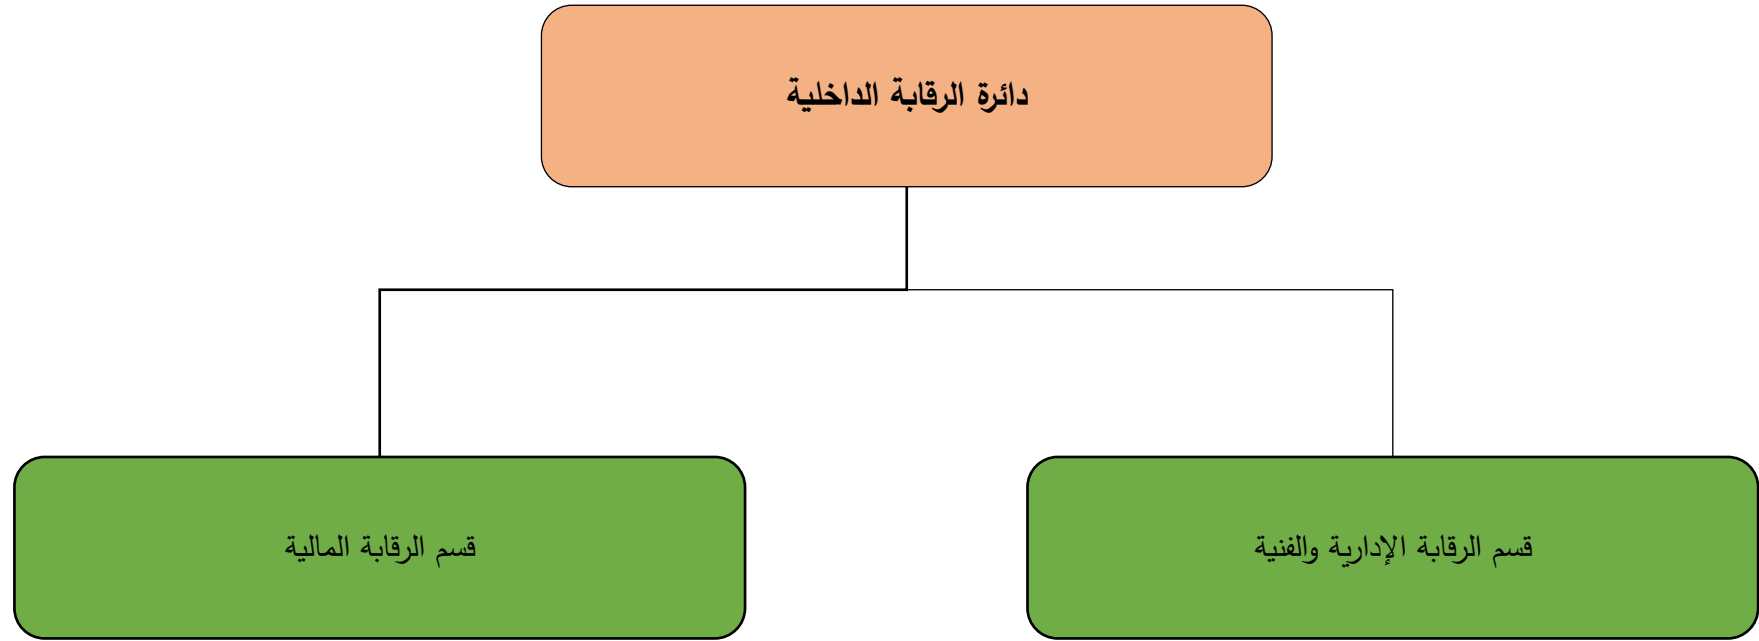 دائرة الرقابة الداخلية
قسم الرقابة الإدارية والفنية
قسم الرقابة المالية